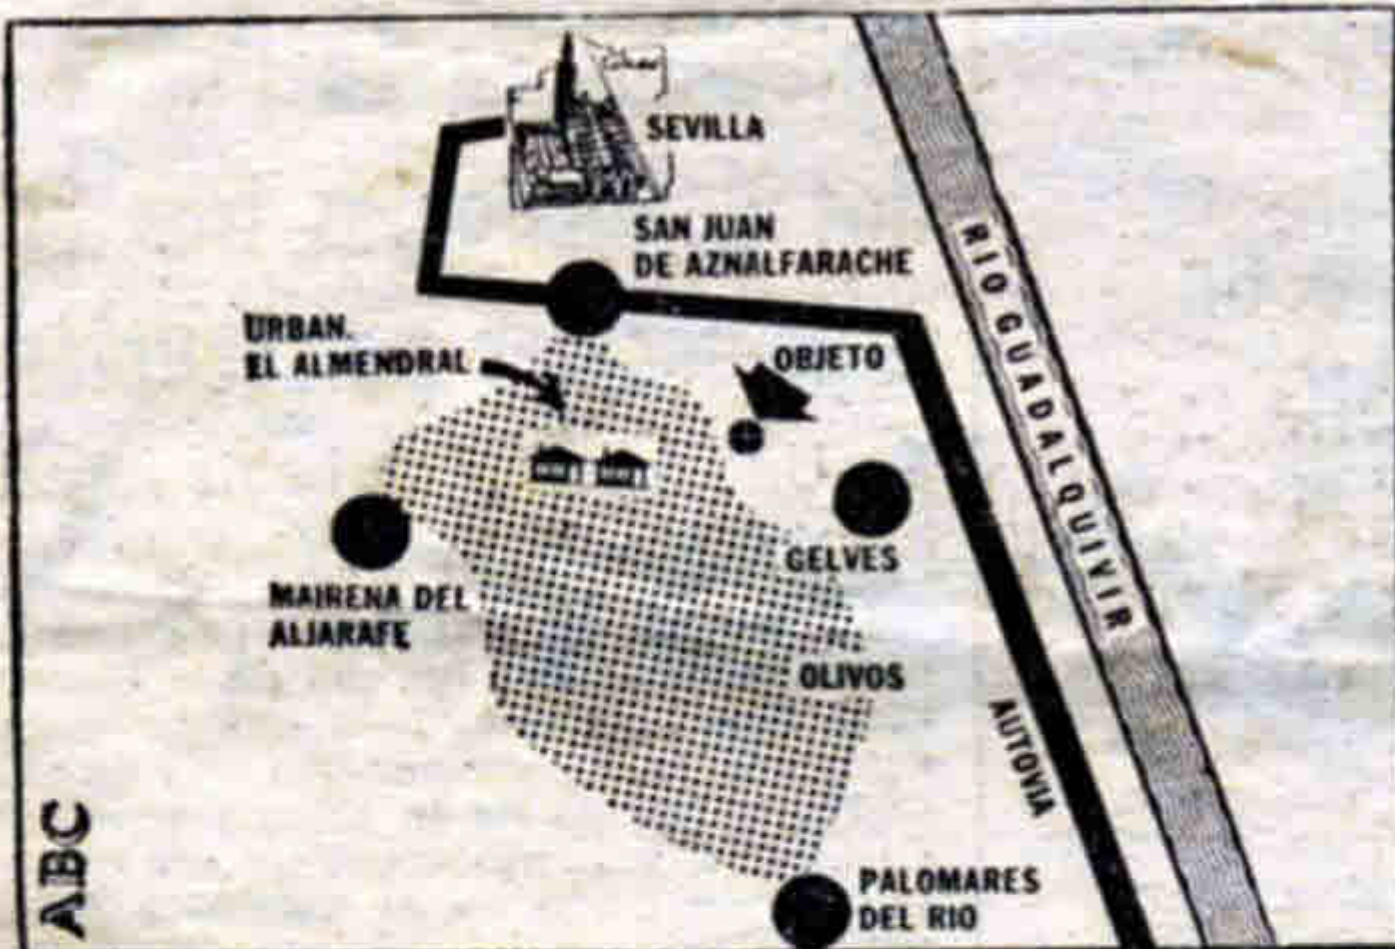 SEVILLA
SAN JUAN
DE AZNALFARACHE
URBAN.
EL ALMENDRAL
OBJETO
RIO GUADALQUIVIR
GELVES
MAIRENA DEL
ALJARAFE
OLIVOS
AUTOVIA
PALOMARES
DEL RIO
ABC